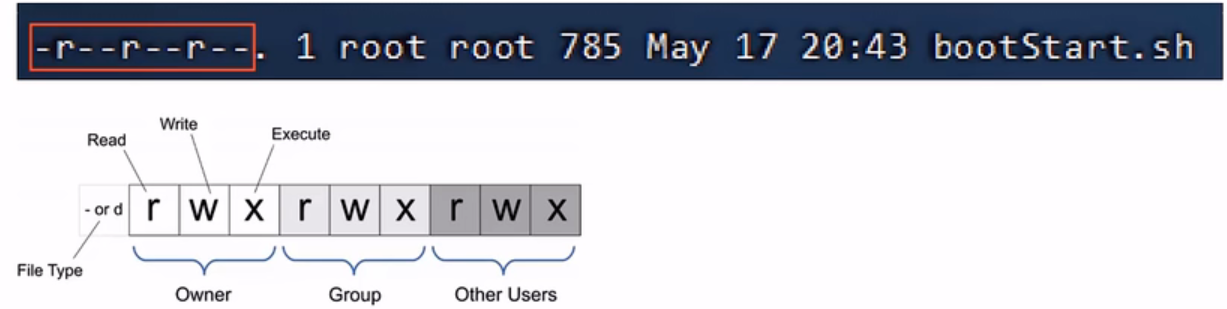 -r--r--r--. 1 root root 785 May 17 20:43 bootStart.sh
Write
Read
Execute
- or d r w x r w x r w x
File Type
Owner Group Other Users